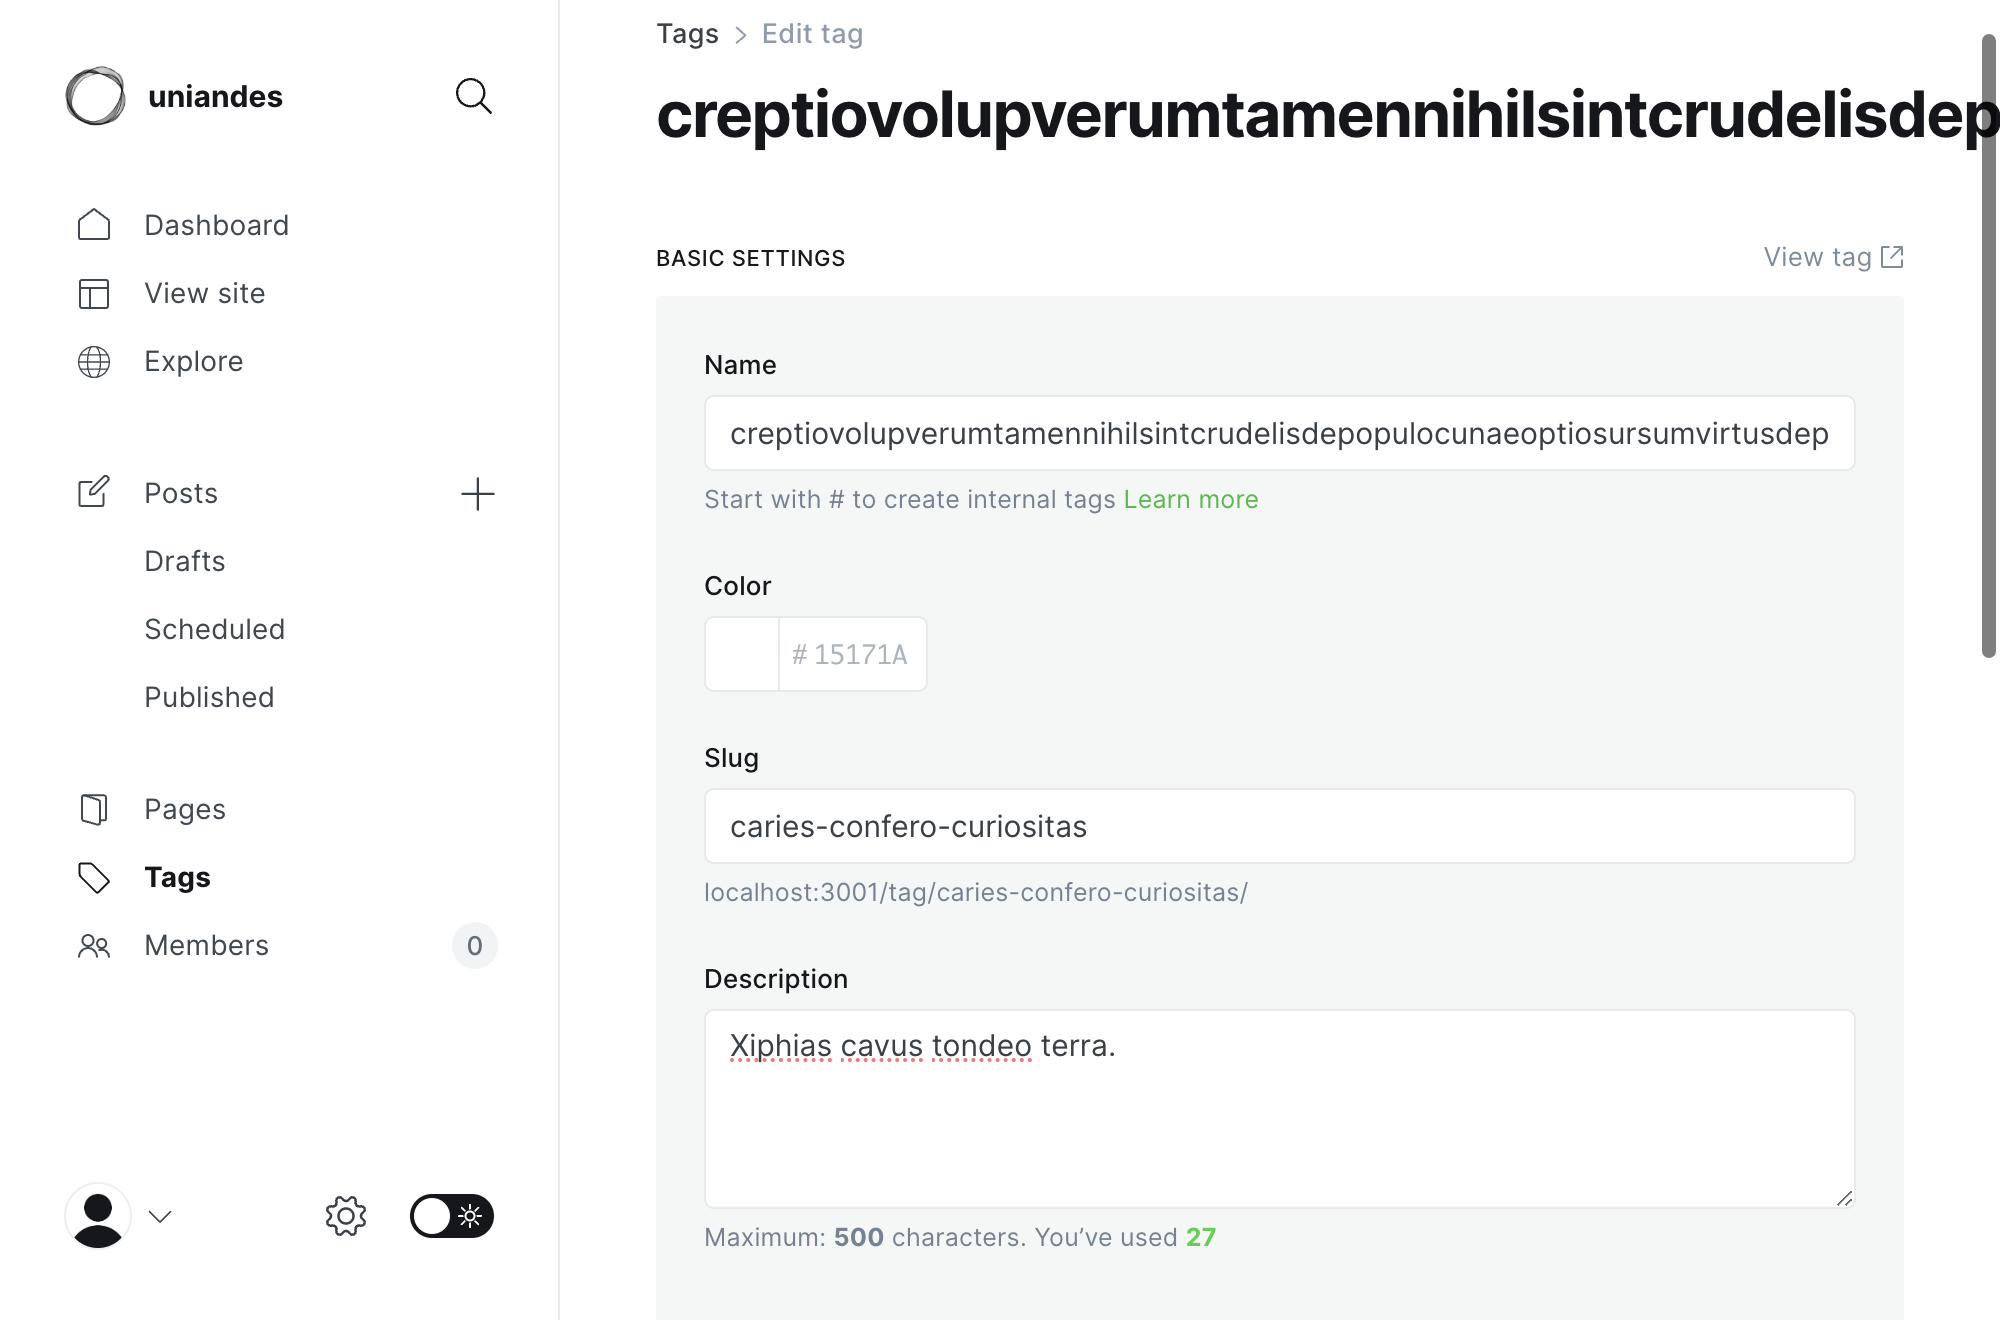 uniandes
Dashboard
View site
Explore
Posts
Drafts
Scheduled
Published
Pages
Tags
Members
0
Tags > Edit tag
creptiovolupverumtamennihilsintcrudelisdep
BASIC SETTINGS
View tag
Name
creptiovolupverumtamennihilsintcrudelisdepopulocunaeoptiosursumvirtusdep
Start with # to create internal tags Learn more
Color
# 15171A
Slug
caries-confero-curiositas
localhost:3001/tag/caries-confero-curiositas/
Description
Xiphias cavus tondeo terra.
Maximum: 500 characters. You’ve used 27